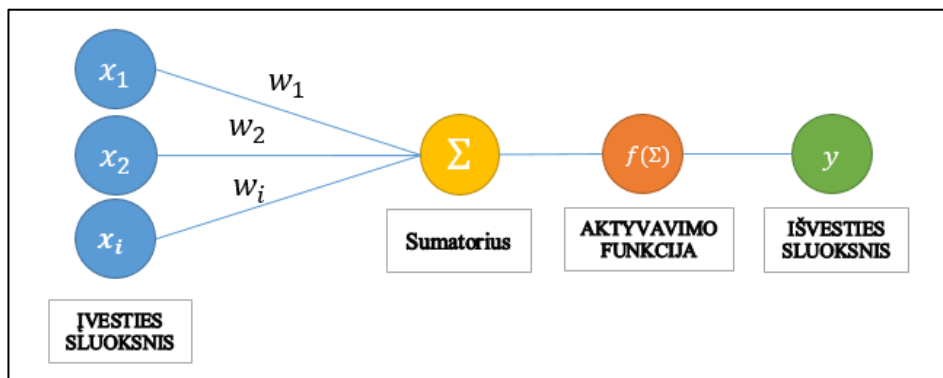 x₁
w₁
x₂
w₂
Σ
f(Σ)
y
xᵢ
wᵢ
Sumatorius
AKTYVAVIMO
FUNKCIJA
IŠVESTIES
SLUOKSNIS
ĮVESTIES
SLUOKSNIS